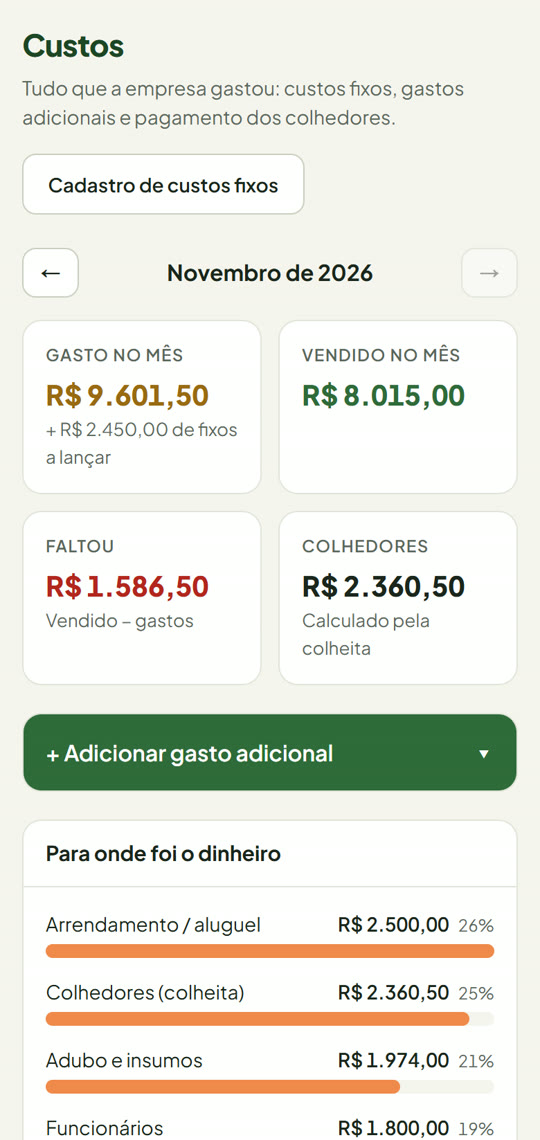 Custos
Tudo que a empresa gastou: custos fixos, gastos
adicionais e pagamento dos colhedores.
Cadastro de custos fixos
← Novembro de 2026 →
GASTO NO MÊS
R$ 9.601,50
+ R$ 2.450,00 de fixos
a lançar
VENDIDO NO MÊS
R$ 8.015,00
FALTOU
R$ 1.586,50
Vendido – gastos
COLHEDORES
R$ 2.360,50
Calculado pela
colheita
+ Adicionar gasto adicional ▼
Para onde foi o dinheiro
Arrendamento / aluguel R$ 2.500,00 26%
Colhedores (colheita) R$ 2.360,50 25%
Adubo e insumos R$ 1.974,00 21%
Funcionários R$ 1.800,00 19%